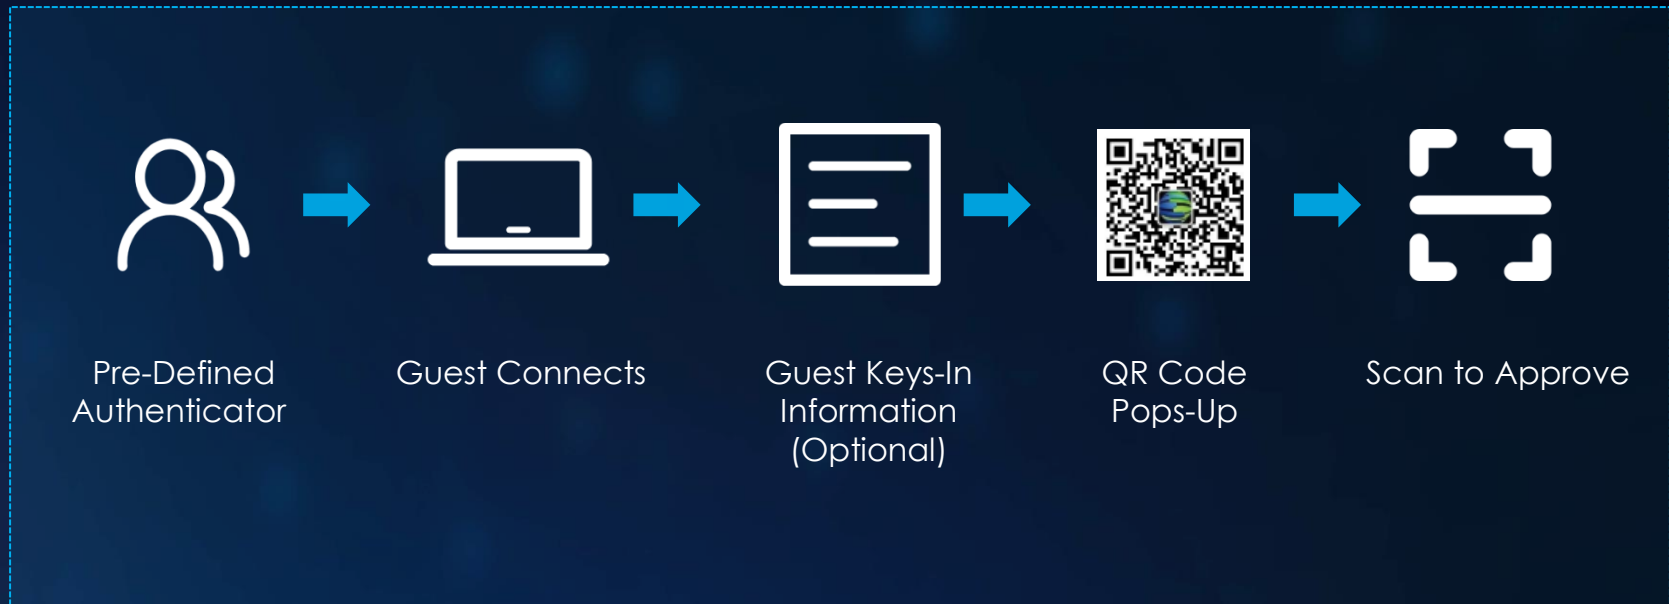 Pre-Defined
Authenticator
Guest Connects
Guest Keys-In
Information
(Optional)
QR Code
Pops-Up
Scan to Approve